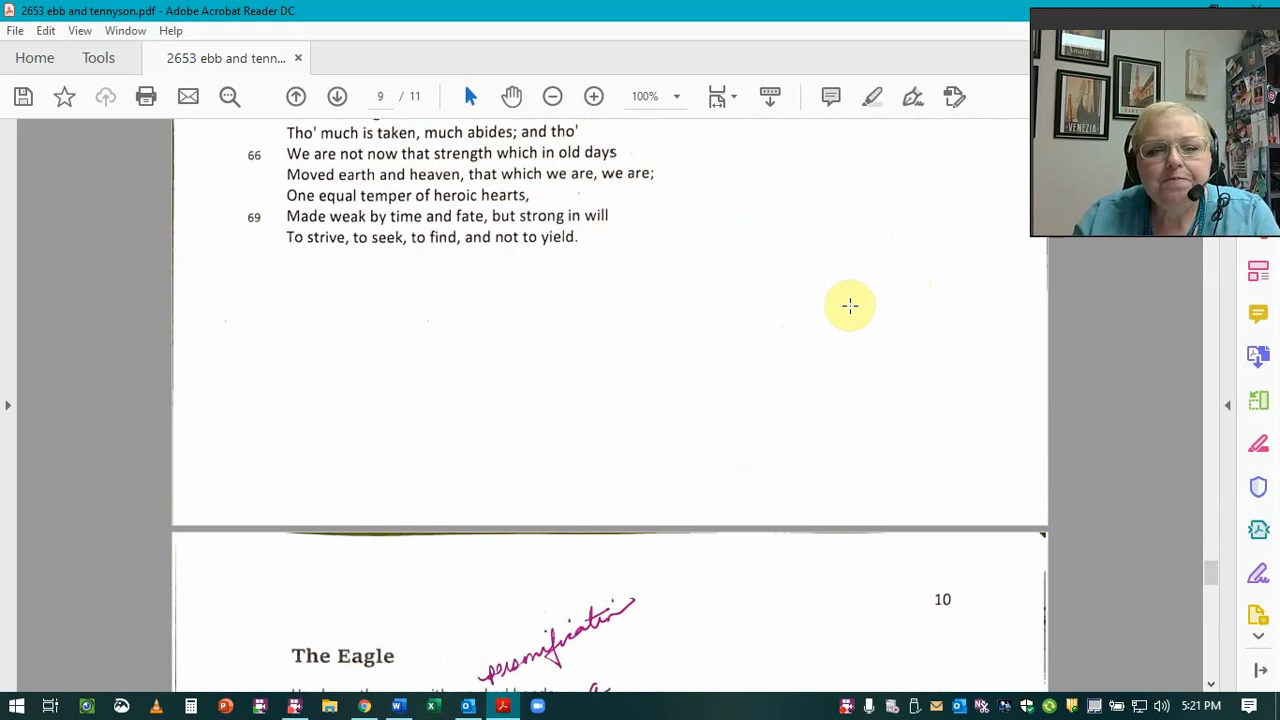 2653 ebb and tennyson.pdf - Adobe Acrobat Reader DC
File Edit View Window Help
Home Tools 2653 ebb and tenn... ×
9 / 11 100%
Tho' much is taken, much abides; and tho'
66 We are not now that strength which in old days
Moved earth and heaven, that which we are, we are;
One equal temper of heroic hearts,
69 Made weak by time and fate, but strong in will
To strive, to seek, to find, and not to yield.
VENEZIA
10
personification
The Eagle
5:21 PM